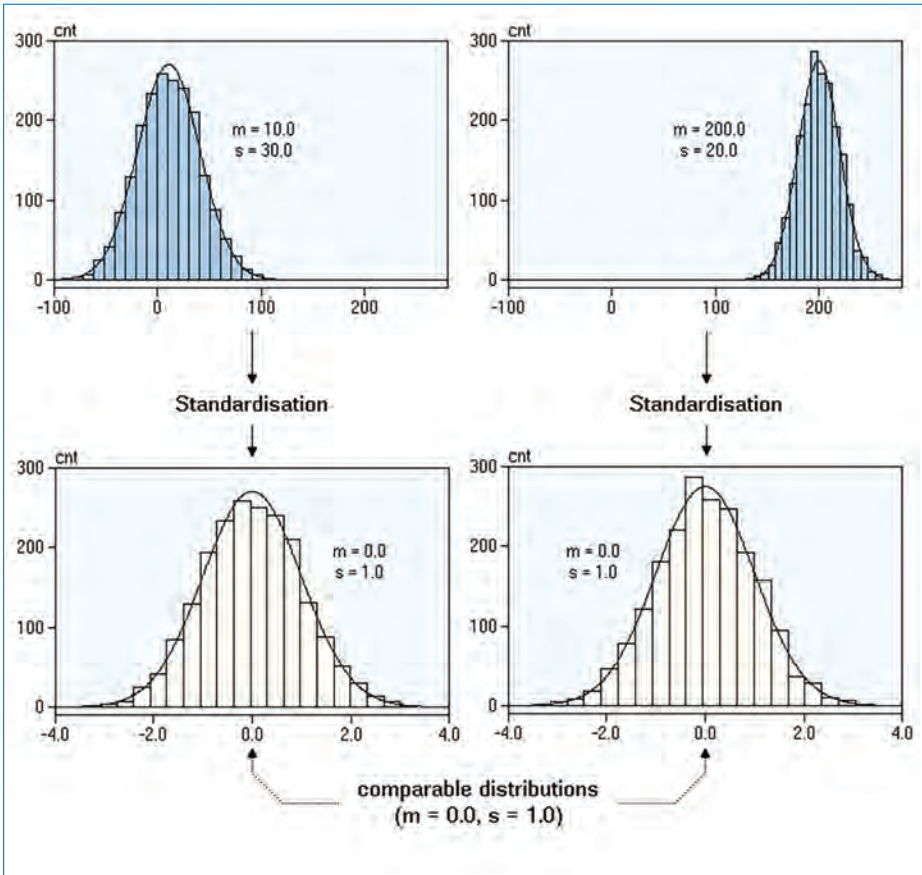 cnt
300
200
100
0
-100
0
100
200
m = 10.0
s = 30.0
cnt
300
200
100
0
-100
0
100
200
m = 200.0
s = 20.0
Standardisation
Standardisation
cnt
300
200
100
0
-4.0
-2.0
0.0
2.0
4.0
m = 0.0
s = 1.0
cnt
300
200
100
0
-4.0
-2.0
0.0
2.0
4.0
m = 0.0
s = 1.0
comparable distributions
(m = 0.0, s = 1.0)